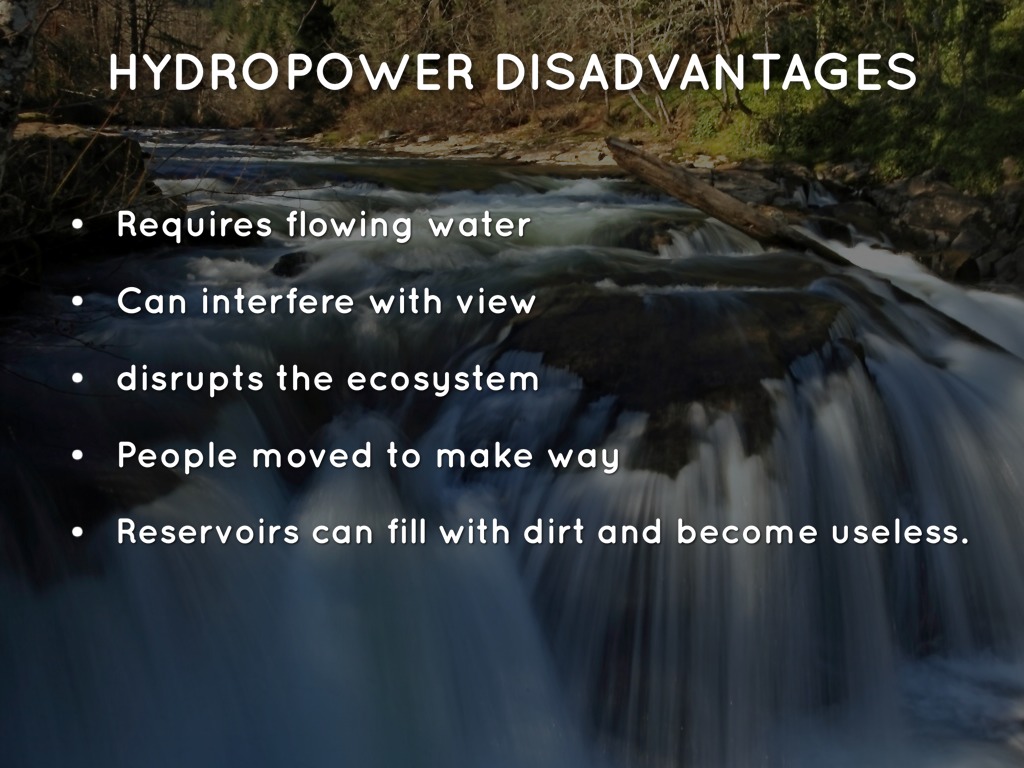 HYDROPOWER DISADVANTAGES
• Requires flowing water
• Can interfere with view
• disrupts the ecosystem
• People moved to make way
• Reservoirs can fill with dirt and become useless.